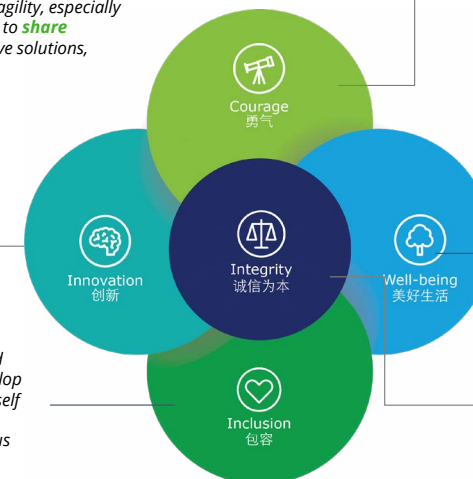 agility, especially
to share
ve solutions,
Courage
勇气
Innovation
创新
Integrity
诚信为本
Well-being
美好生活
lop
self
us
Inclusion
包容